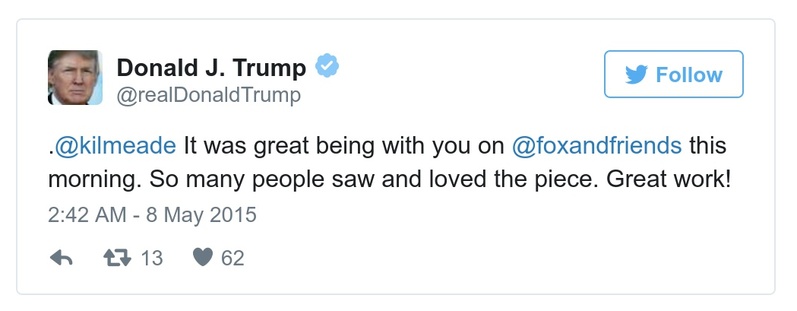 Donald J. Trump
@realDonaldTrump
Follow
.@kilmeade It was great being with you on @foxandfriends this
morning. So many people saw and loved the piece. Great work!
2:42 AM - 8 May 2015
13 62